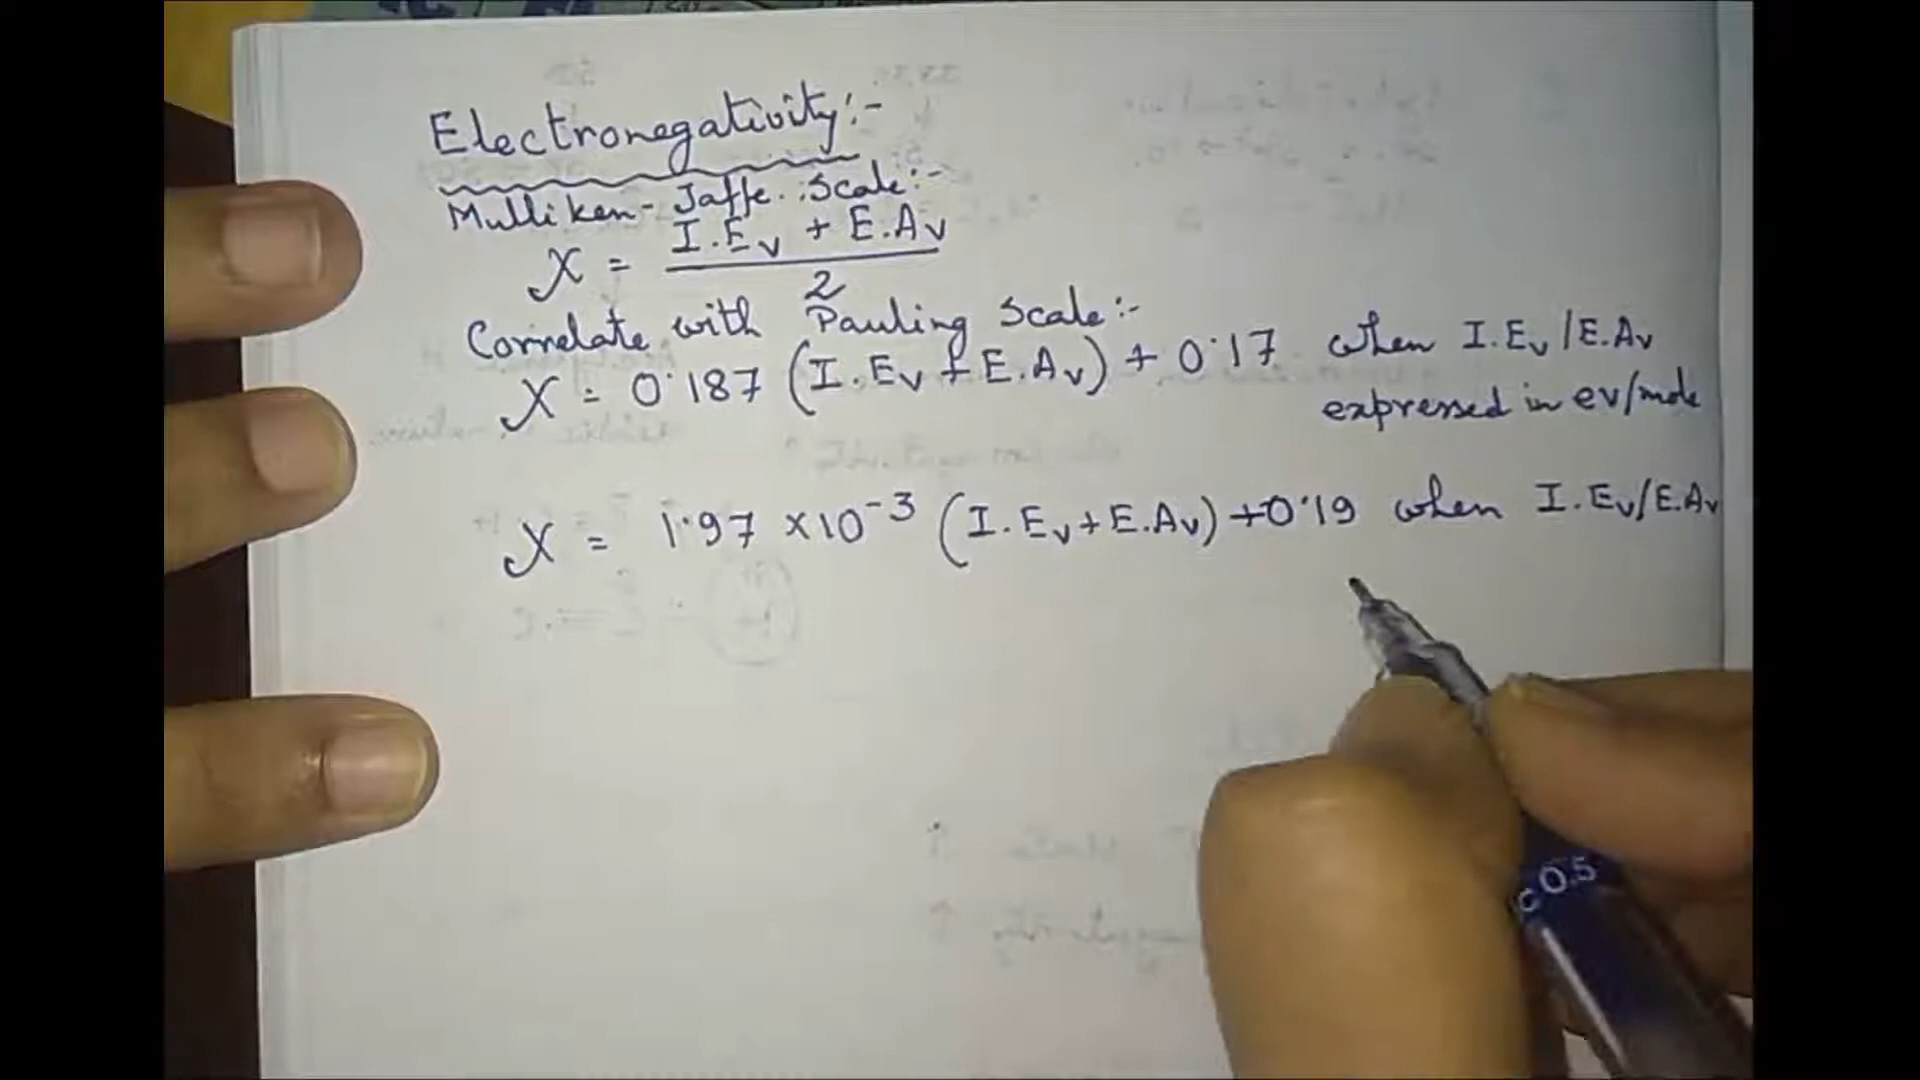 Electronegativity:-
Mulliken-Jaffe Scale:-
X = I.Ev + E.Av
2
Correlate with Pauling Scale:-
X = 0.187 (I.Ev + E.Av) + 0.17 when I.Ev/E.Av
expressed in ev/mole
X = 1.97 x10-3 (I.Ev+E.Av)+0.19 when I.Ev/E.Av
0.5